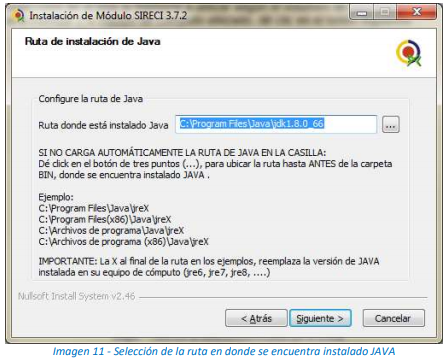 Instalación de Módulo SIRECI 3.7.2
Ruta de instalación de Java
Configure la ruta de Java
Ruta donde está instalado Java
C:\Program Files\Java\jdk1.8.0_66
...
SI NO CARGA AUTOMÁTICAMENTE LA RUTA DE JAVA EN LA CASILLA:
Dé click en el botón de tres puntos (...), para ubicar la ruta hasta ANTES de la carpeta
BIN, donde se encuentra instalado JAVA .
Ejemplo:
C:\Program Files\Java\jreX
C:\Program Files(x86)\Java\jreX
C:\Archivos de programa\Java\jreX
C:\Archivos de programa (x86)\Java\jreX
IMPORTANTE: La X al final de la ruta en los ejemplos, reemplaza la versión de JAVA
instalada en su equipo de cómputo (jre6, jre7, jre8, ....)
Nullsoft Install System v2.46
< Atrás
Siguiente >
Cancelar
Imagen 11 - Selección de la ruta en donde se encuentra instalado JAVA